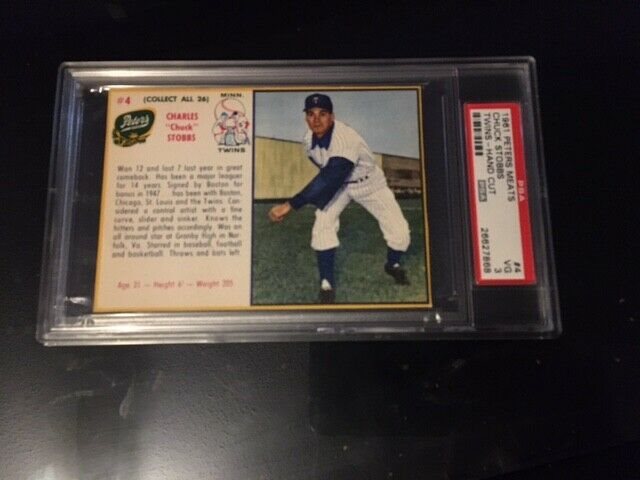 #4 (COLLECT ALL 26)
MINN.
Peters
CHARLES
"Chuck"
STOBBS
TWINS
Won 12 and lost 7 last year in great
comeback. Has been a major leaguer
for 14 years. Signed by Boston for
bonus in 1947 . . . has been with Boston,
Chicago, St. Louis and the Twins. Con-
sidered a control artist with a fine
curve, slider and sinker. Knows the
hitters and pitches accordingly. Was an
all around at Granby High in Nor-
folk, Va. Starred in baseball, football
and basketball. Throws and bats left.
Age 31 — Height 6' — Weight 205
PSA
1961 PETERS MEATS
#4
CHUCK STOBBS
VG
TWINS - HAND CUT
3
PSA
26627868